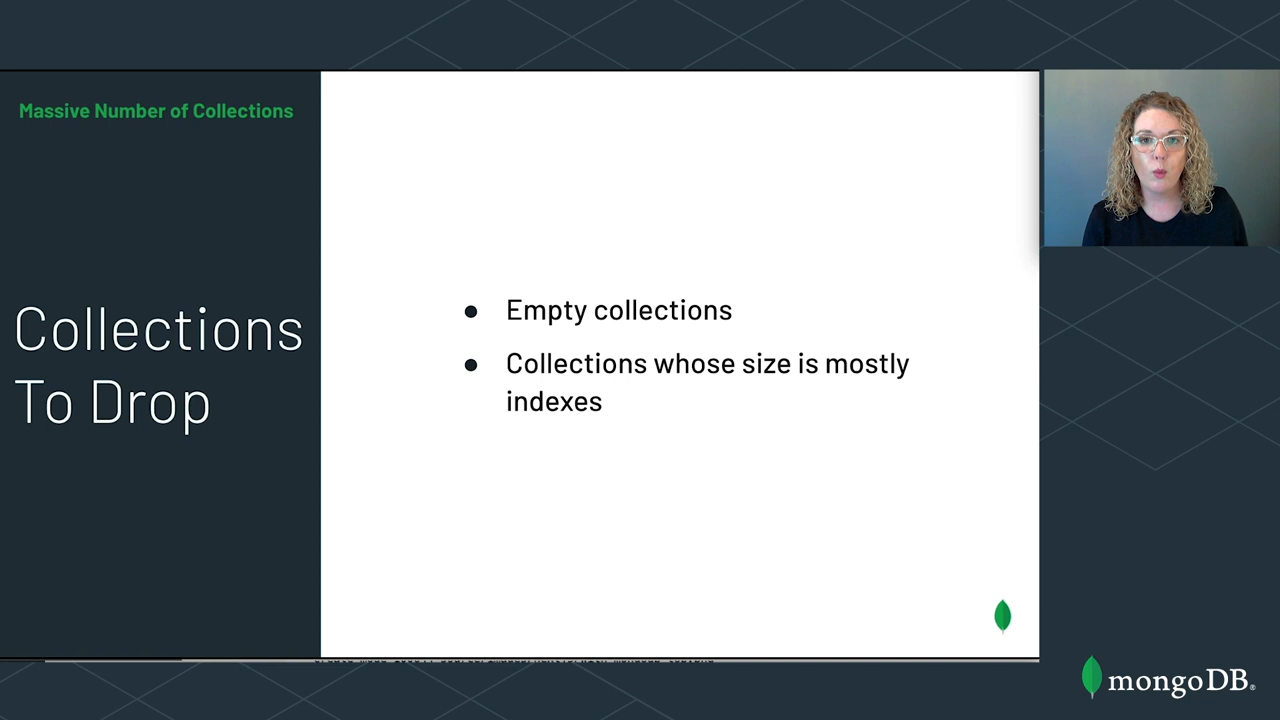 Massive Number of Collections
Collections
To Drop
● Empty collections
● Collections whose size is mostly
indexes
mongoDB®